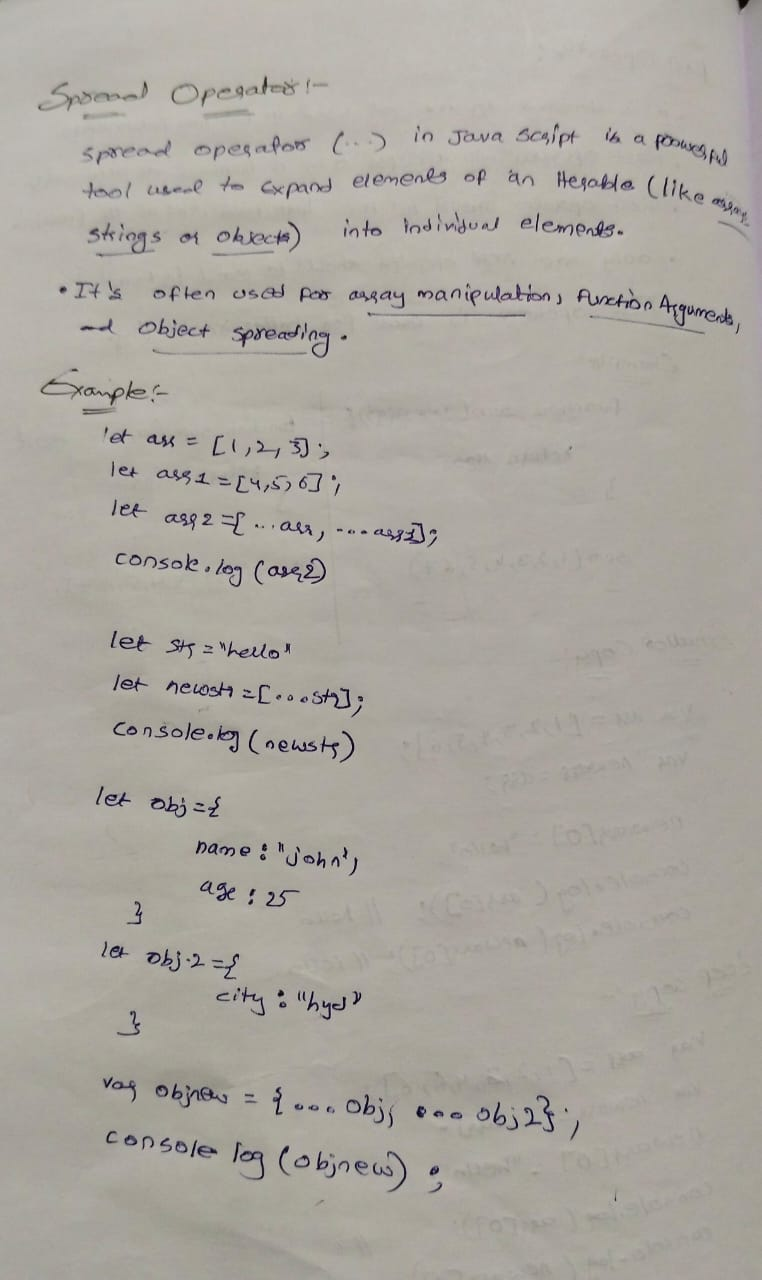 Spread Operator:-
spread operator (...) in Java Script is a powerful
tool used to expand elements of an Iterable (like array,
strings or objects) into individual elements.
• It's often used for array manipulation, Function Arguments,
and object spreading.
Example:-
let arr = [1,2,3];
let arr1 = [4,5,6];
let arr2 = [...arr, ...arr1];
console.log (arr2)
let str = "hello"
let newstr = [...str];
console.log (newstr)
let obj = {
name : "john",
age : 25
}
let obj2 = {
city : "hyd"
}
var objnew = {...obj, ...obj2};
console log (objnew) ;